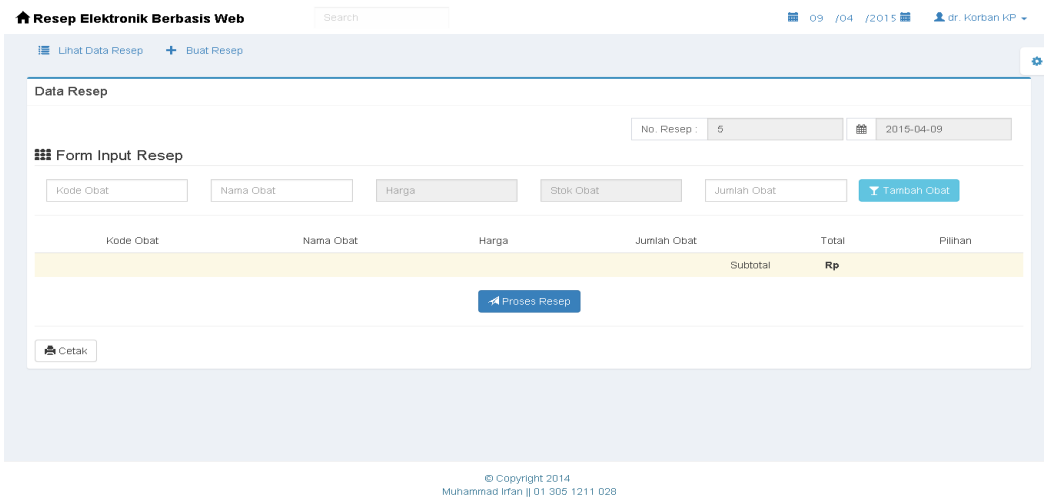 Resep Elektronik Berbasis Web Search 09 /04 /2015 dr. Korban KP
Lihat Data Resep Buat Resep
Data Resep
No. Resep : 5 2015-04-09
Form Input Resep
Kode Obat Nama Obat Harga Stok Obat Jumlah Obat Tambah Obat
Kode Obat Nama Obat Harga Jumlah Obat Total Pilihan
Subtotal Rp
Proses Resep
Cetak
© Copyright 2014
Muhammad Irfan || 01 305 1211 028